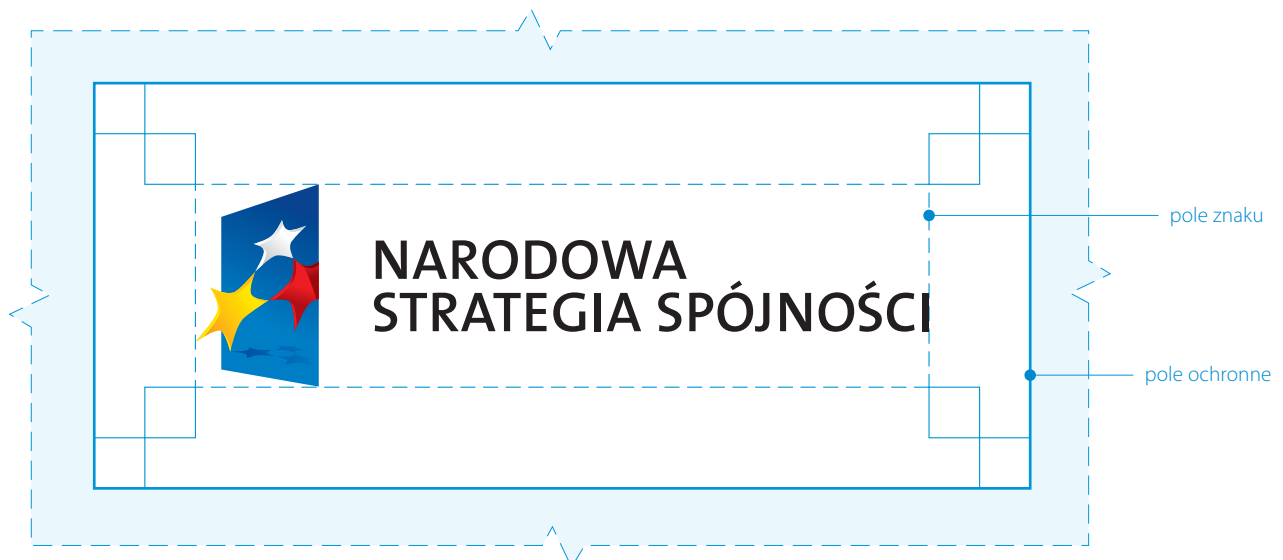 pole znaku
NARODOWA
STRATEGIA SPÓJNOŚCI
pole ochronne